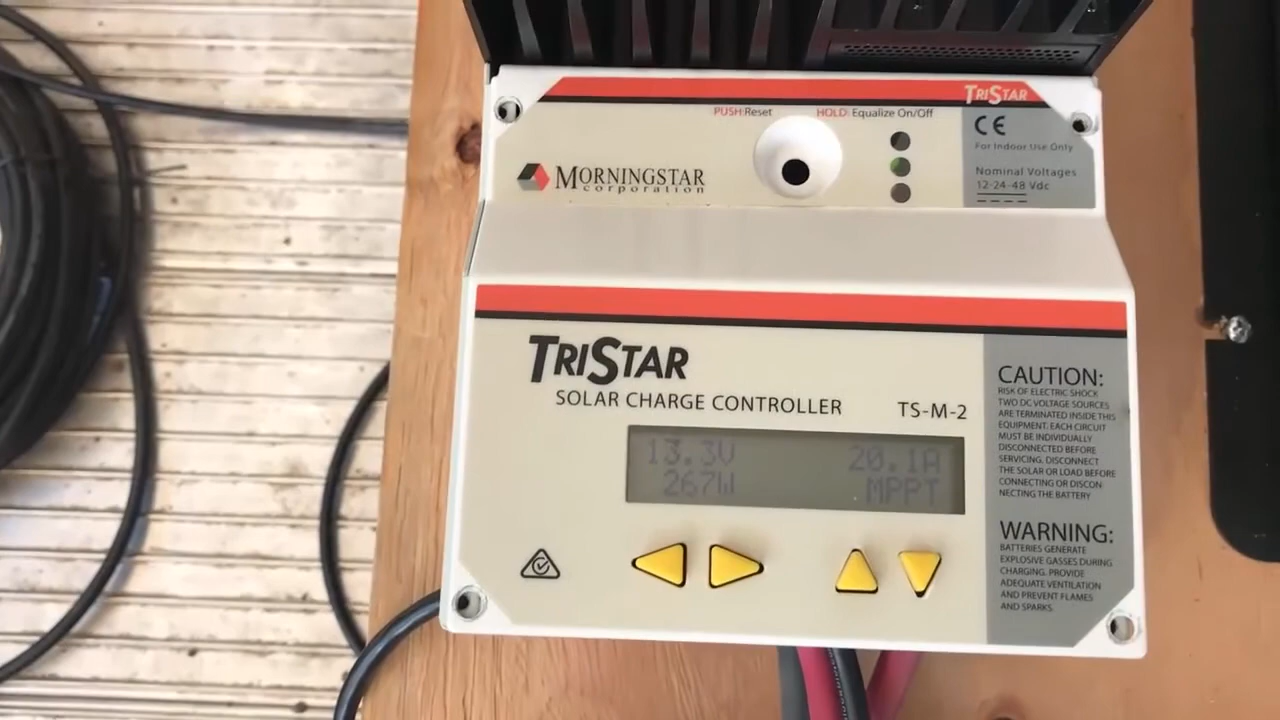 TRISTAR
PUSH:Reset HOLD: Equalize On/Off
CE
For Indoor Use Only
MORNINGSTAR
corporation
Nominal Voltages
12-24-48 Vdc
TRISTAR
SOLAR CHARGE CONTROLLER TS-M-2
13.3V 20.1A
267W MPPT
CAUTION:
RISK OF ELECTRIC SHOCK
TWO DC VOLTAGE SOURCES
ARE TERMINATED INSIDE THIS
EQUIPMENT. EACH CIRCUIT
MUST BE INDIVIDUALLY
DISCONNECTED BEFORE
SERVICING. DISCONNECT
THE SOLAR OR LOAD BEFORE
CONNECTING OR DISCON
NECTING THE BATTERY
WARNING:
BATTERIES GENERATE
EXPLOSIVE GASSES DURING
CHARGING. PROVIDE
ADEQUATE VENTILATION
AND PREVENT FLAMES
AND SPARKS.